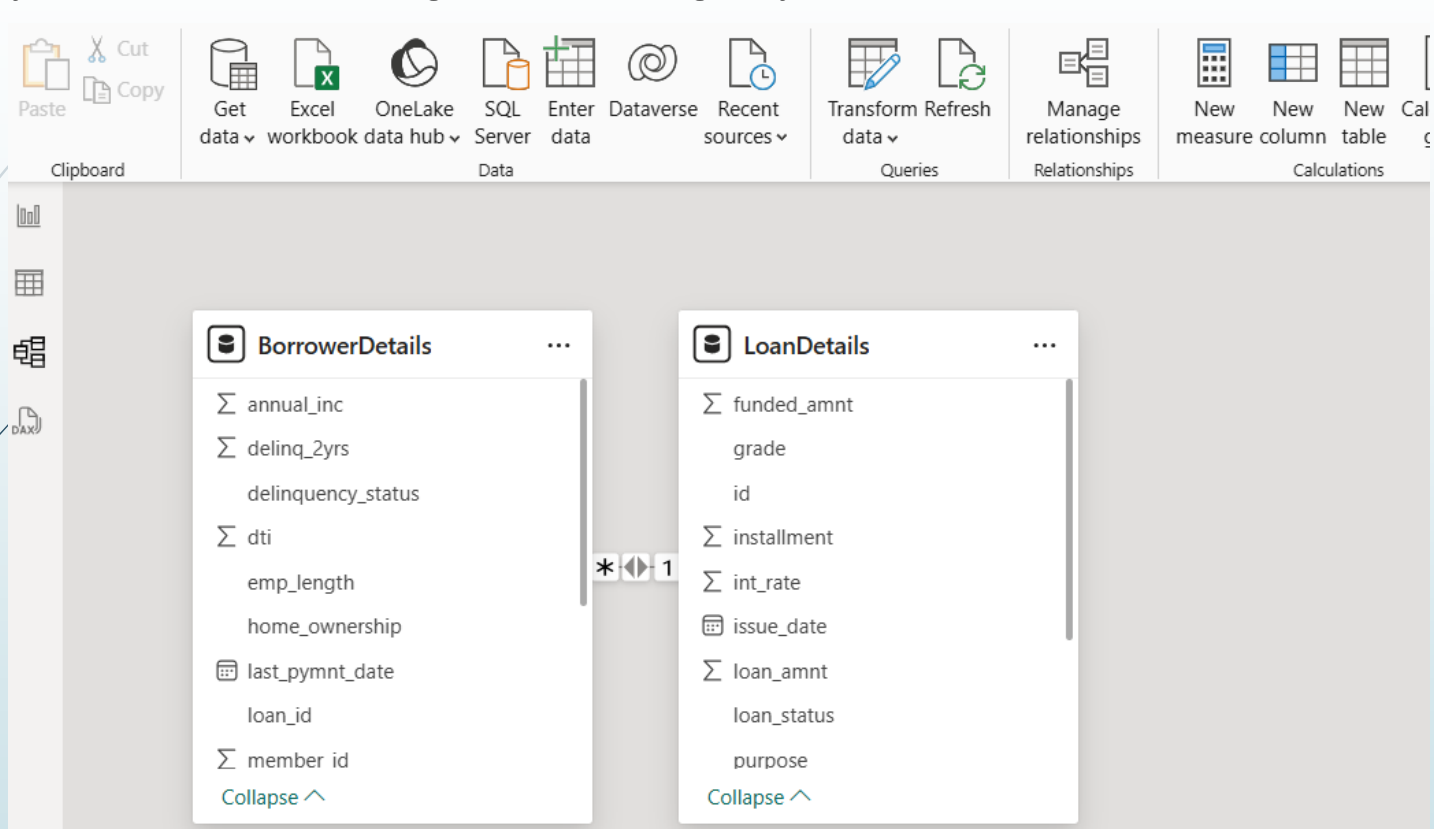 Cut
Copy
Paste
Get data
Excel workbook
OneLake data hub
SQL Server
Enter data
Dataverse
Recent sources
Transform data
Refresh
Manage relationships
New measure
New column
New table
Clipboard
Data
Queries
Relationships
Calculations
DAX
BorrowerDetails
annual_inc
delinq_2yrs
delinquency_status
dti
emp_length
home_ownership
last_pymnt_date
loan_id
member_id
Collapse
* 1
LoanDetails
funded_amnt
grade
id
installment
int_rate
issue_date
loan_amnt
loan_status
purpose
Collapse